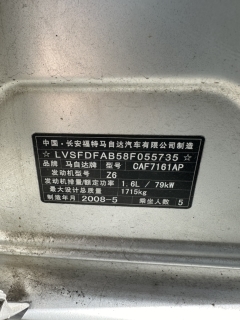 中国·长安福特马自达汽车有限公司制造
☆LVSFDFAB58F055735☆
品牌 马自达牌 型号 CAF7161AP
发动机型号 Z6
发动机排量/额定功率 1.6L / 79kW
最大设计总质量 1715kg
制造年月 2008-5 乘坐人数 5